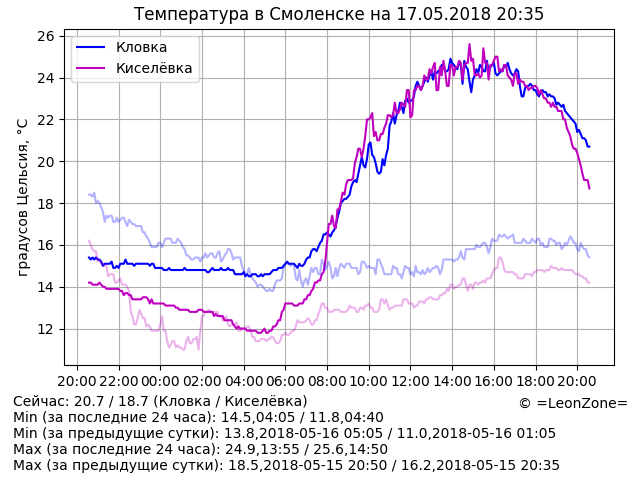 Температура в Смоленске на 17.05.2018 20:35
Кловка
Киселёвка
градусов Цельсия, °C
26
24
22
20
18
16
14
12
20:00 22:00 00:00 02:00 04:00 06:00 08:00 10:00 12:00 14:00 16:00 18:00 20:00
Сейчас: 20.7 / 18.7 (Кловка / Киселёвка)
© =LeonZone=
Min (за последние 24 часа): 14.5,04:05 / 11.8,04:40
Min (за предыдущие сутки): 13.8,2018-05-16 05:05 / 11.0,2018-05-16 01:05
Max (за последние 24 часа): 24.9,13:55 / 25.6,14:50
Max (за предыдущие сутки): 18.5,2018-05-15 20:50 / 16.2,2018-05-15 20:35